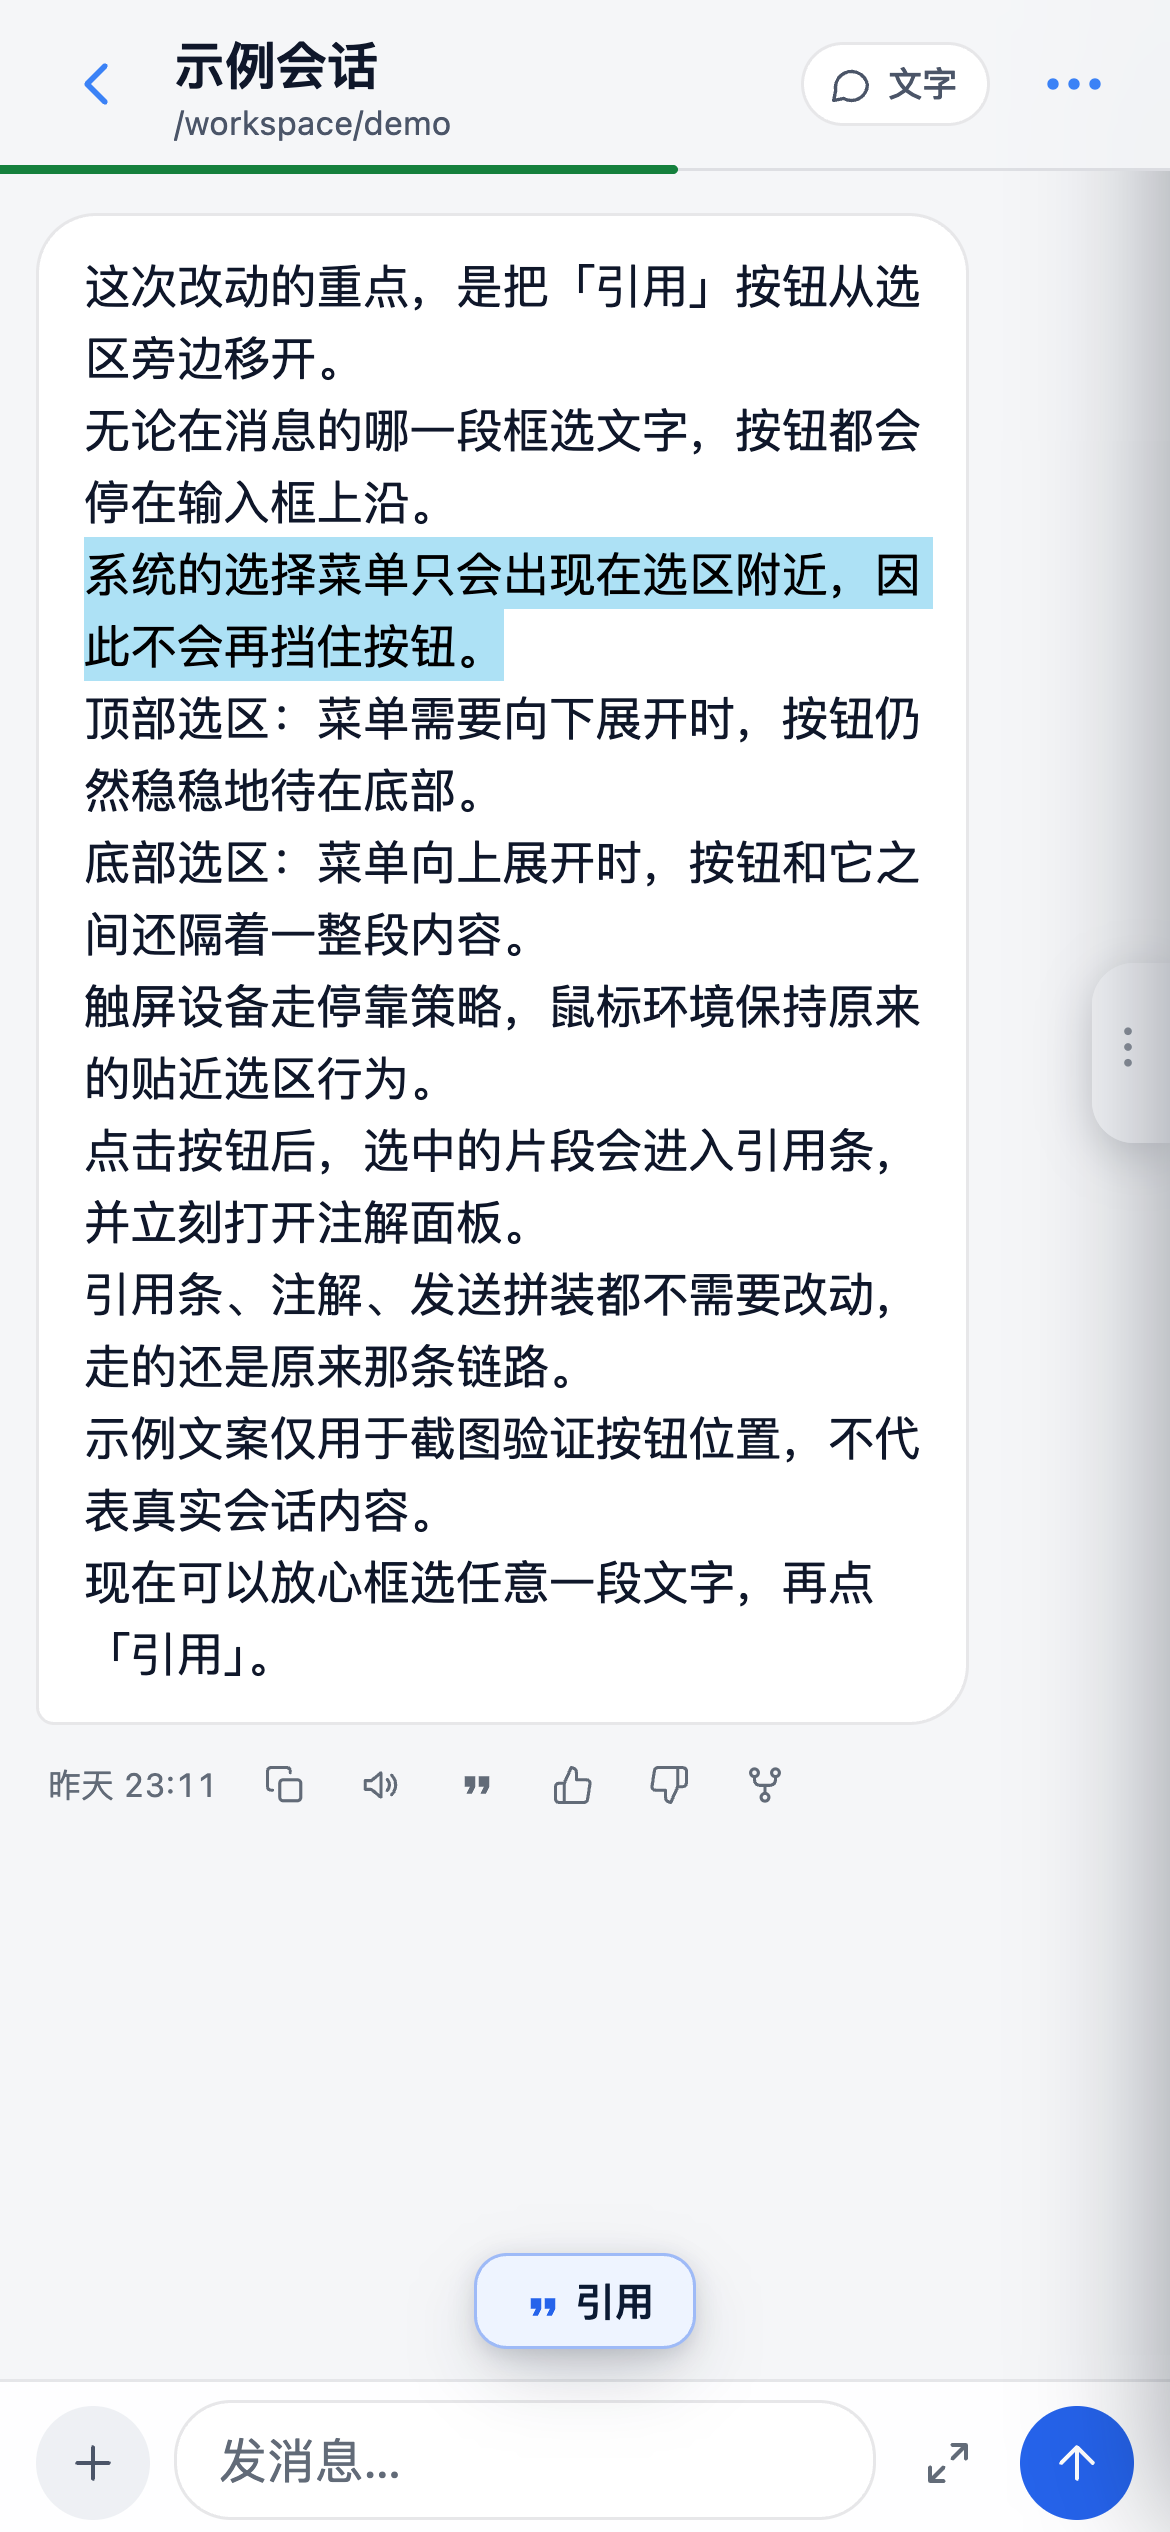 示例会话
/workspace/demo
文字
这次改动的重点，是把「引用」按钮从选
区旁边移开。
无论在消息的哪一段框选文字，按钮都会
停在输入框上沿。
系统的选择菜单只会出现在选区附近，因
此不会再挡住按钮。
顶部选区：菜单需要向下展开时，按钮仍
然稳稳地待在底部。
底部选区：菜单向上展开时，按钮和它之
间还隔着一整段内容。
触屏设备走停靠策略，鼠标环境保持原来
的贴近选区行为。
点击按钮后，选中的片段会进入引用条，
并立刻打开注解面板。
引用条、注解、发送拼装都不需要改动，
走的还是原来那条链路。
示例文案仅用于截图验证按钮位置，不代
表真实会话内容。
现在可以放心框选任意一段文字，再点
「引用」。
昨天 23:11
引用
发消息...